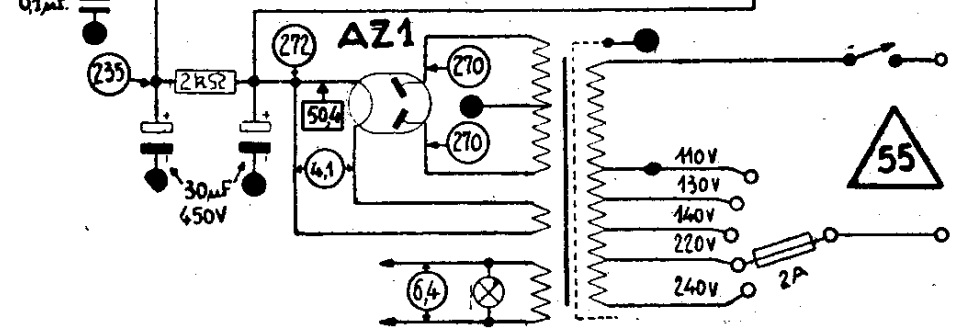 0,1µF.
AZ1
272
235
2kΩ
270
50,4
270
4,1
+
+
30µF
450V
6,4
110V
130V
140V
220V
240V
2A
55